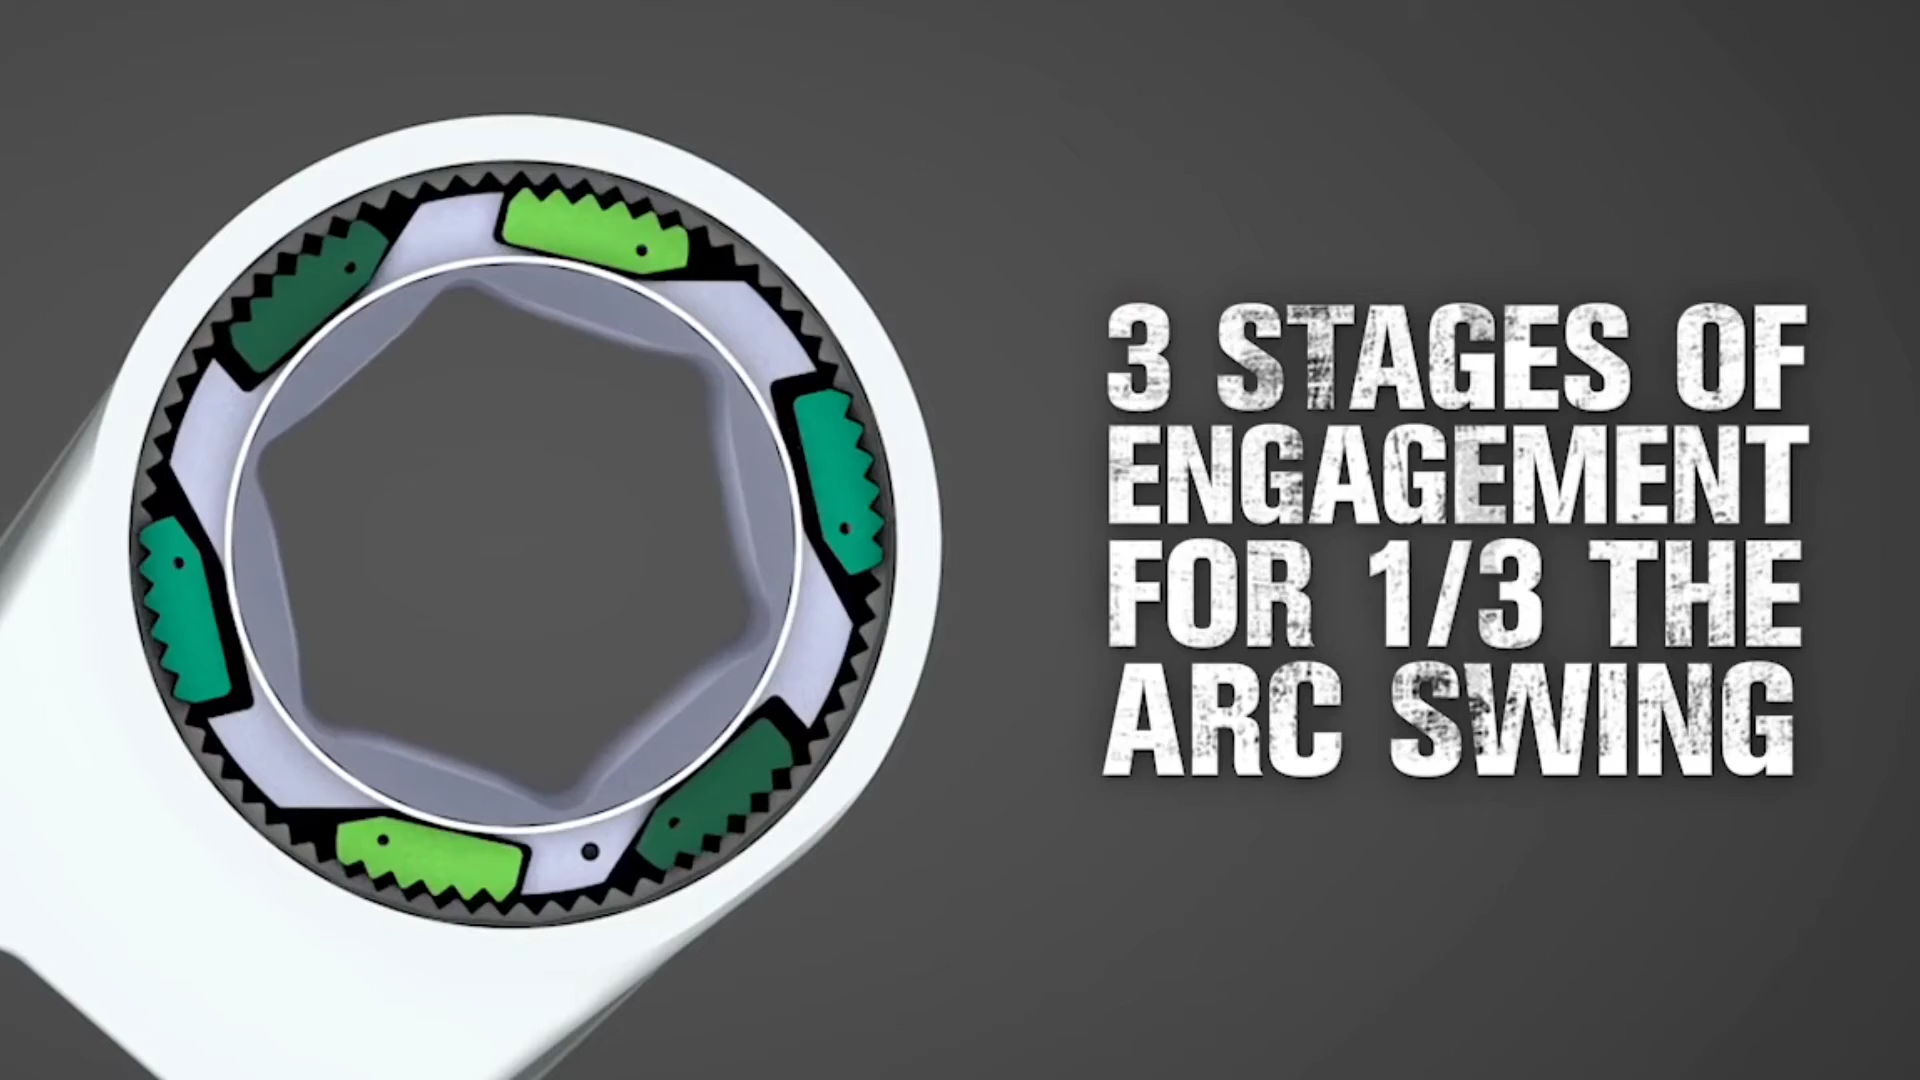 3 STAGES OF
ENGAGEMENT
FOR 1/3 THE
ARC SWING